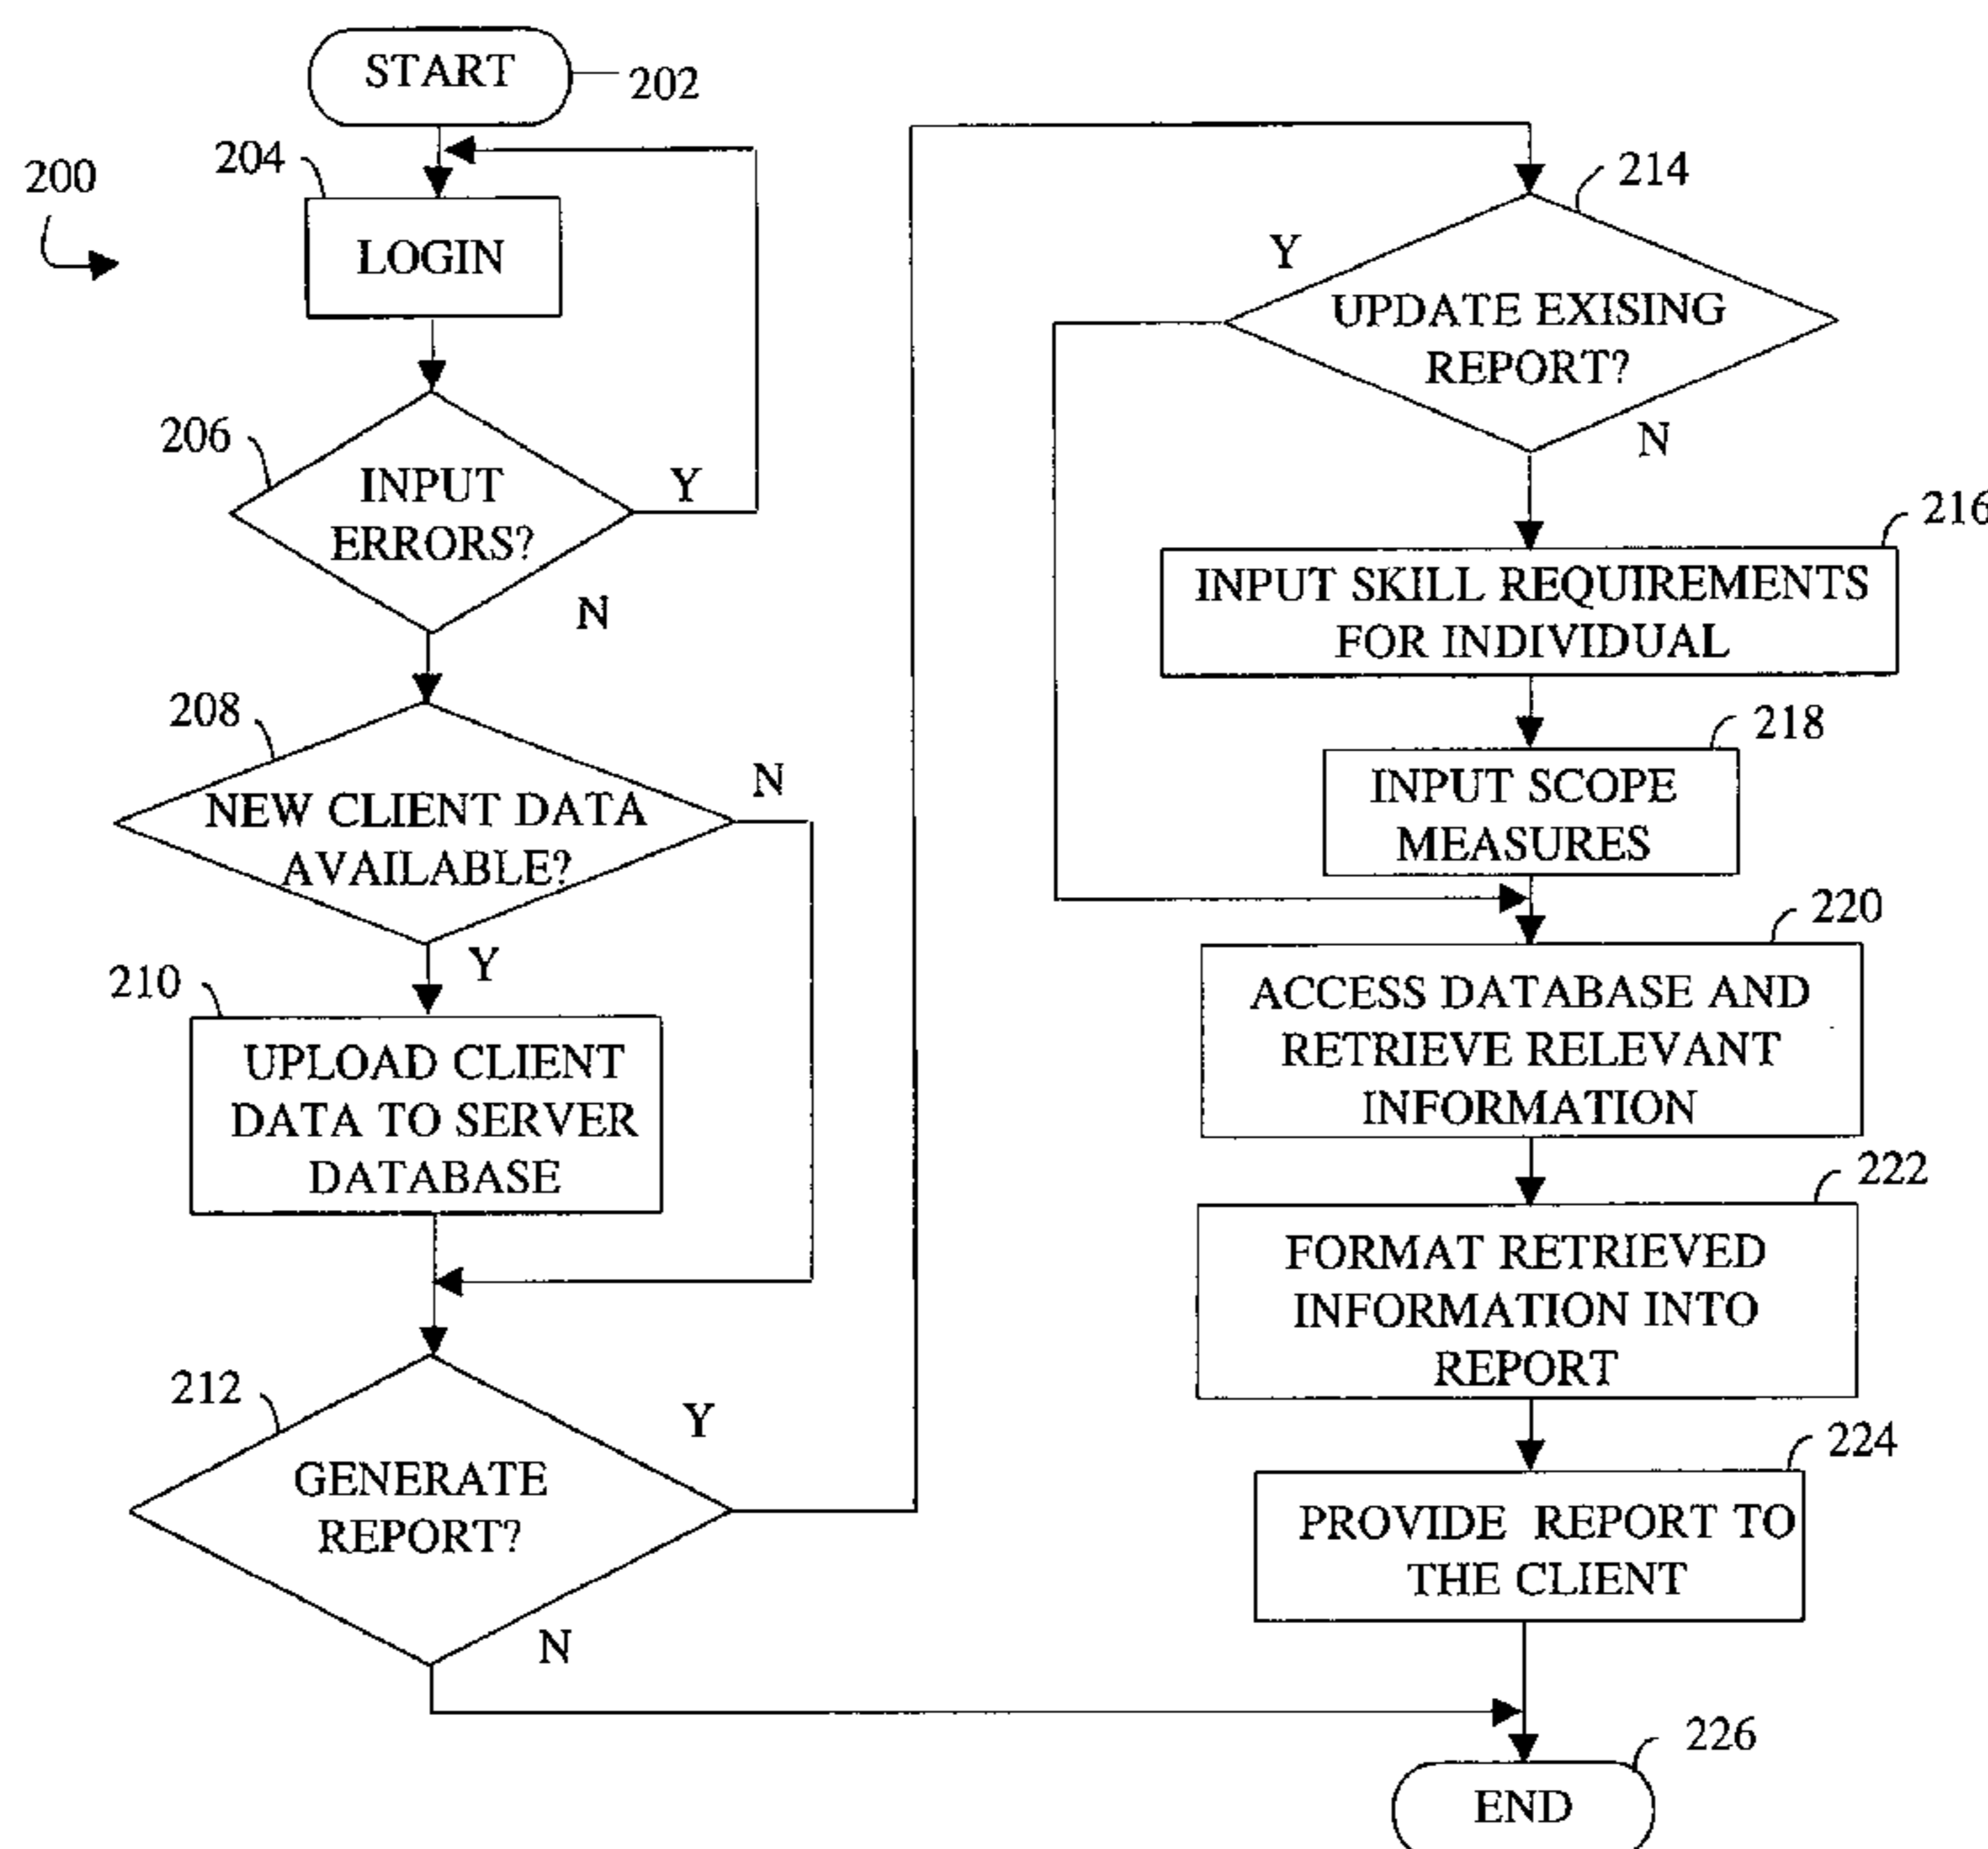 START
202
200
204
LOGIN
206
INPUT
ERRORS?
Y
N
208
NEW CLIENT DATA
AVAILABLE?
N
Y
210
UPLOAD CLIENT
DATA TO SERVER
DATABASE
212
GENERATE
REPORT?
Y
N
214
Y
UPDATE EXISING
REPORT?
N
216
INPUT SKILL REQUIREMENTS
FOR INDIVIDUAL
218
INPUT SCOPE
MEASURES
220
ACCESS DATABASE AND
RETRIEVE RELEVANT
INFORMATION
222
FORMAT RETRIEVED
INFORMATION INTO
REPORT
224
PROVIDE REPORT TO
THE CLIENT
226
END